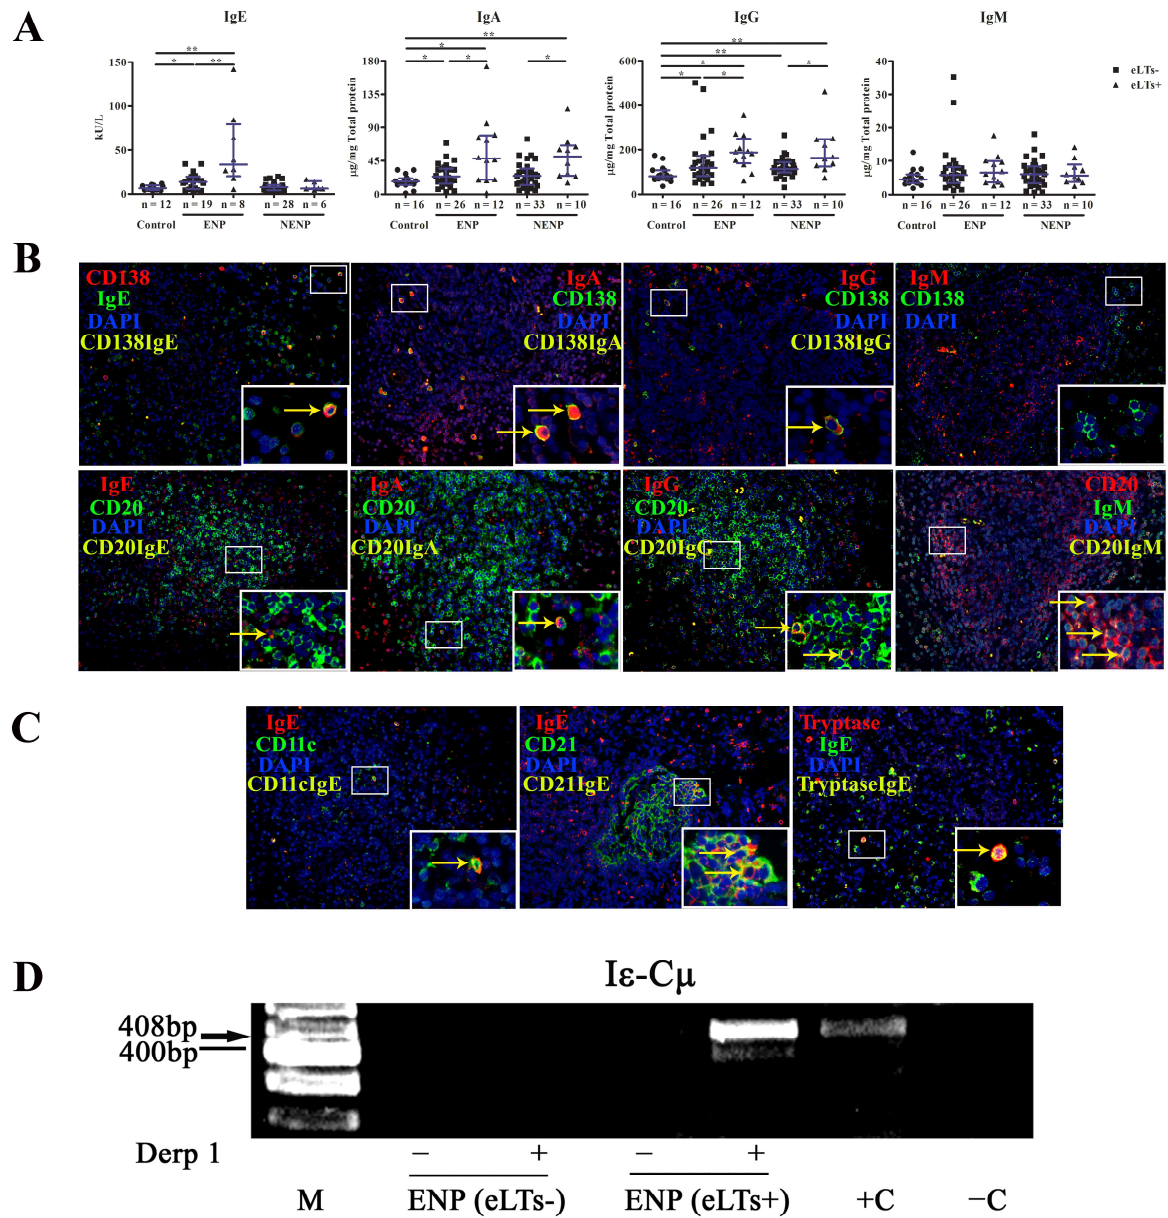 A
IgE
IgA
IgG
IgM
** * **
** * * * *
** ** * * * *
150
100
50
0
kU/L
180
135
90
45
0
µg/mg Total protein
600
400
200
0
µg/mg Total protein
40
30
20
10
0
µg/mg Total protein
eLTs-
eLTs+
n = 12 n = 19 n = 8 n = 28 n = 6
Control ENP NENP
n = 16 n = 26 n = 12 n = 33 n = 10
Control ENP NENP
n = 16 n = 26 n = 12 n = 33 n = 10
Control ENP NENP
n = 16 n = 26 n = 12 n = 33 n = 10
Control ENP NENP
B
CD138
IgE
DAPI
CD138IgE
IgA
CD138
DAPI
CD138IgA
IgG
CD138
DAPI
CD138IgG
IgM
CD138
DAPI
IgE
CD20
DAPI
CD20IgE
IgA
CD20
DAPI
CD20IgA
IgG
CD20
DAPI
CD20IgG
CD20
IgM
DAPI
CD20IgM
C
IgE
CD11c
DAPI
CD11cIgE
IgE
CD21
DAPI
CD21IgE
Tryptase
IgE
DAPI
TryptaseIgE
D
Iε-Cµ
408bp
400bp
Derp 1 − + − +
M ENP (eLTs-) ENP (eLTs+) +C −C